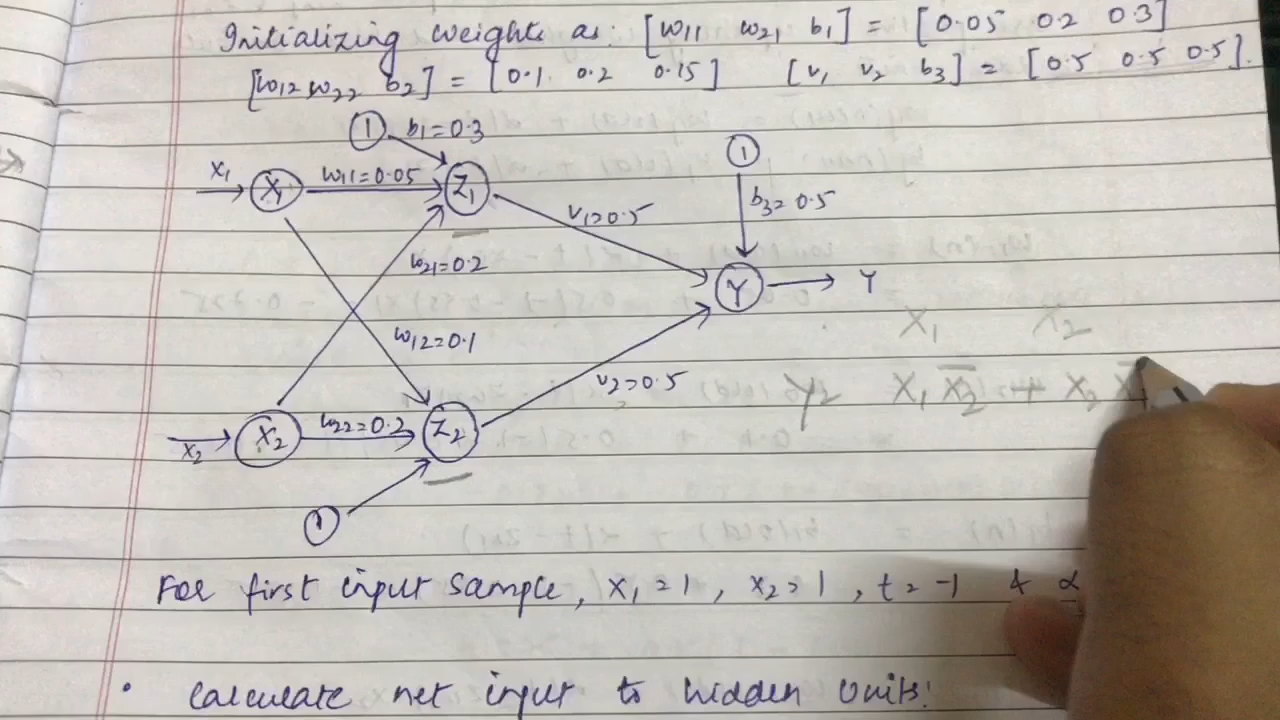 Initializing weights as: [w11 w21 b1] = [0.05 0.2 0.3]
[w12 w22 b2] = [0.1 0.2 0.15] [v1 v2 b3] = [0.5 0.5 0.5].
1 b1=0.3
1
x1 X1 w11=0.05 Z1
b3=0.5
v1=0.5
w21=0.2
Y Y
X1 X2
w12=0.1
v2=0.5
Y= X1 X̅2 + X2 X̅
x2 X2 w22=0.2 Z2
1
For first input sample, x1=1, x2=1, t=-1 & α
• Calculate net input to hidden units: